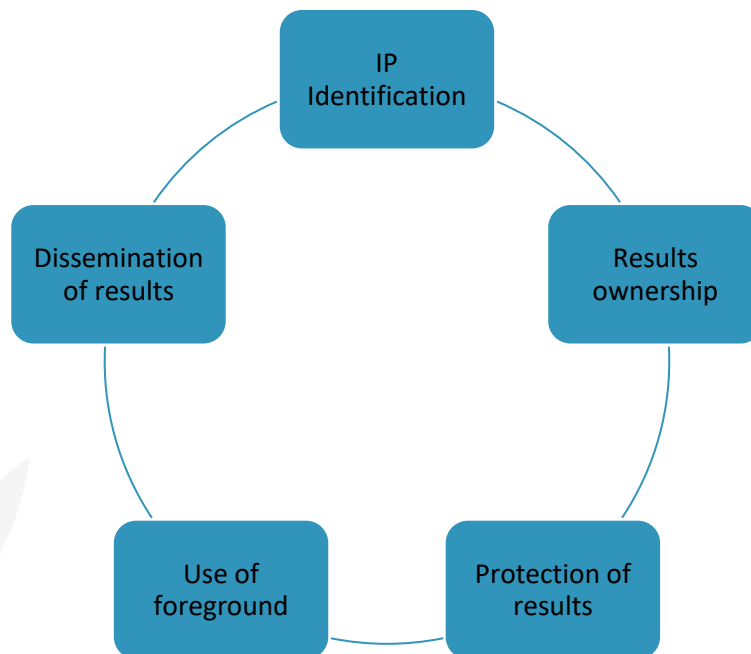 IP
Identification
Results
ownership
Protection of
results
Use of
foreground
Dissemination
of results